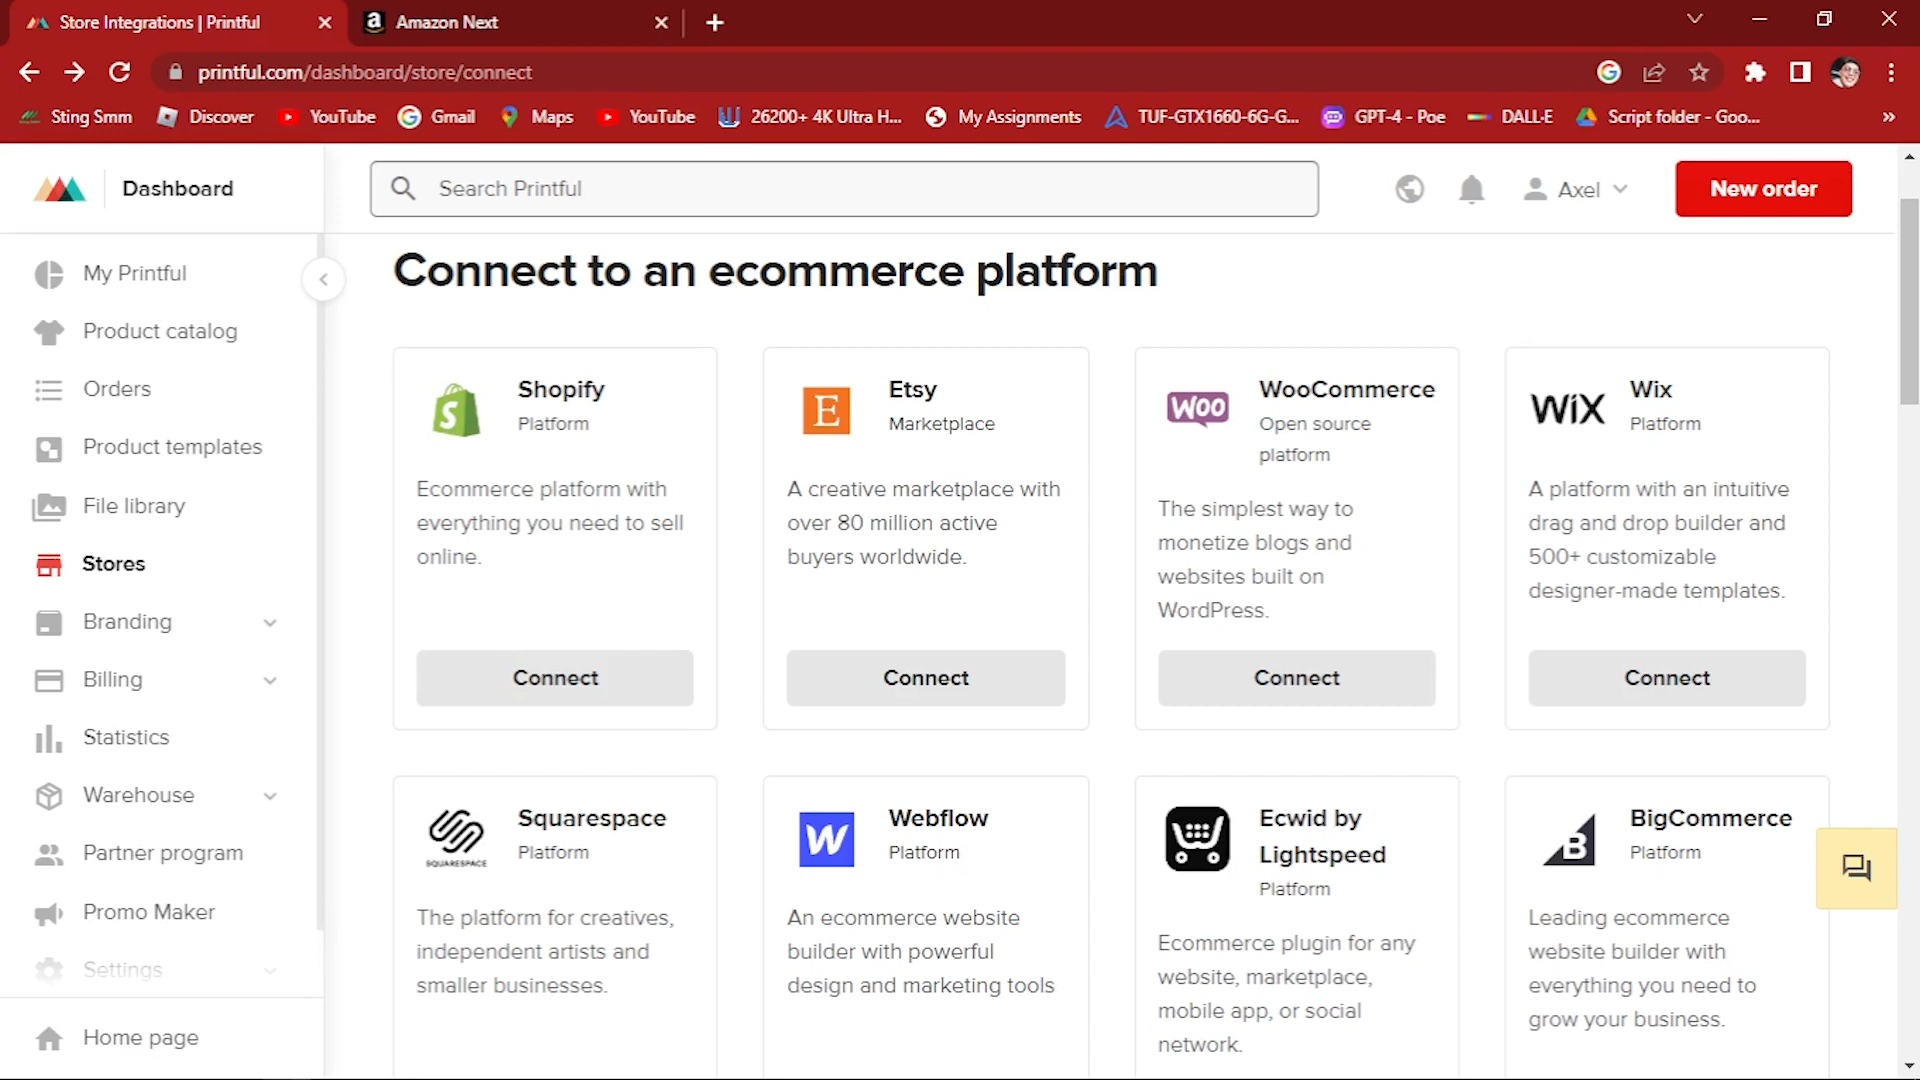 Store Integrations | Printful
Amazon Next
printful.com/dashboard/store/connect
Sting Smm
Discover
YouTube
Gmail
Maps
YouTube
26200+ 4K Ultra H...
My Assignments
TUF-GTX1660-6G-G...
GPT-4 - Poe
DALL·E
Script folder - Goo...
Dashboard
Search Printful
Axel
New order
My Printful
Product catalog
Orders
Product templates
File library
Stores
Branding
Billing
Statistics
Warehouse
Partner program
Promo Maker
Settings
Home page
Connect to an ecommerce platform
Shopify
Platform
Ecommerce platform with
everything you need to sell
online.
Connect
E
Etsy
Marketplace
A creative marketplace with
over 80 million active
buyers worldwide.
Connect
WOO
WooCommerce
Open source
platform
The simplest way to
monetize blogs and
websites built on
WordPress.
Connect
WiX
Wix
Platform
A platform with an intuitive
drag and drop builder and
500+ customizable
designer-made templates.
Connect
SQUARESPACE
Squarespace
Platform
The platform for creatives,
independent artists and
smaller businesses.
W
Webflow
Platform
An ecommerce website
builder with powerful
design and marketing tools
Ecwid by
Lightspeed
Platform
Ecommerce plugin for any
website, marketplace,
mobile app, or social
network.
B
BigCommerce
Platform
Leading ecommerce
website builder with
everything you need to
grow your business.